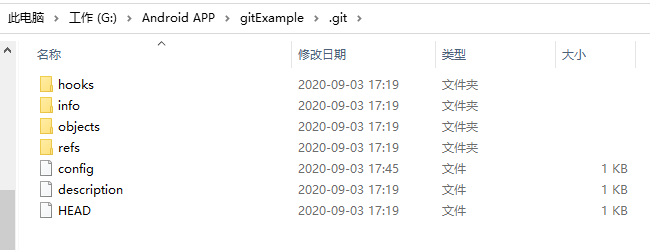 此电脑 › 工作 (G:) › Android APP › gitExample › .git
名称 修改日期 类型 大小
hooks 2020-09-03 17:19 文件夹
info 2020-09-03 17:19 文件夹
objects 2020-09-03 17:19 文件夹
refs 2020-09-03 17:19 文件夹
config 2020-09-03 17:45 文件 1 KB
description 2020-09-03 17:19 文件 1 KB
HEAD 2020-09-03 17:19 文件 1 KB